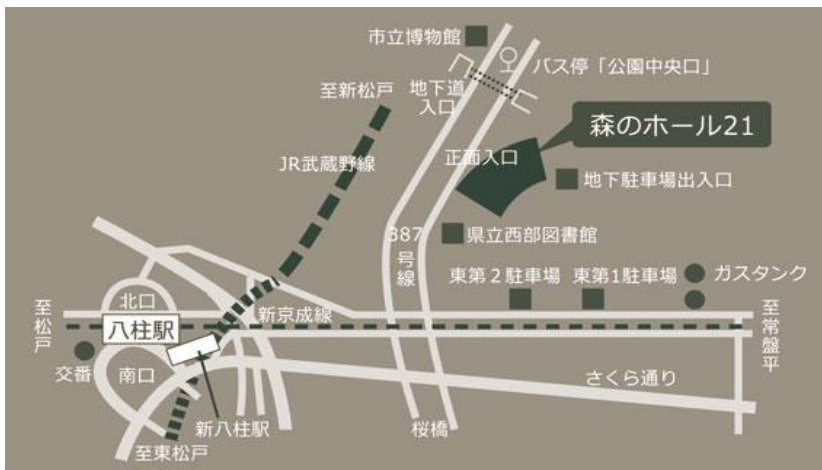 市立博物館
バス停「公園中央口」
至新松戸
地下道
入口
森のホール21
正面入口
JR武蔵野線
地下駐車場出入口
387
号
線
県立西部図書館
東第２駐車場
東第1駐車場
ガスタンク
至
松
戸
北口
新京成線
至
常
盤
平
八柱駅
交番
南口
さくら通り
新八柱駅
桜橋
至東松戸